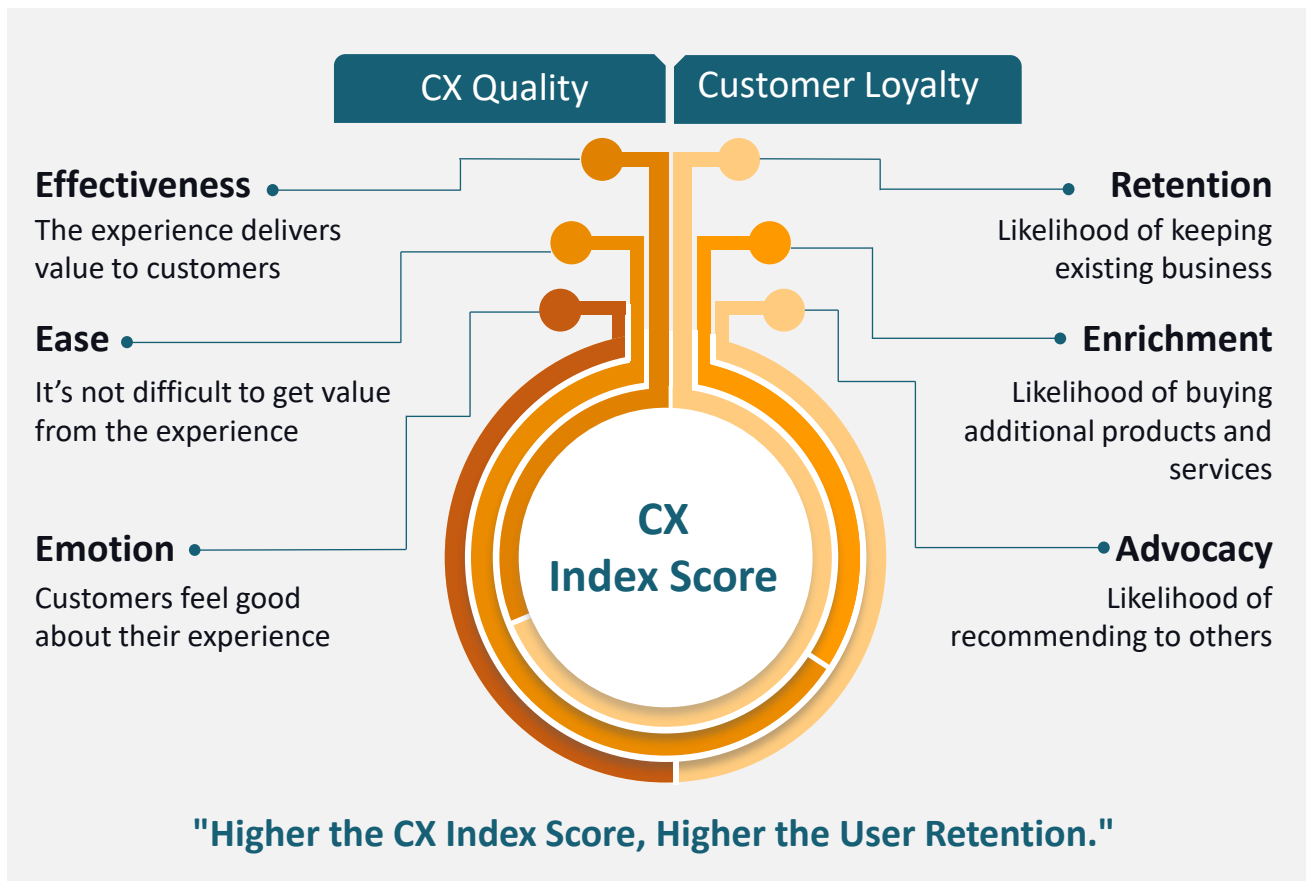 CX Quality
Customer Loyalty
Effectiveness
The experience delivers
value to customers
Ease
It’s not difficult to get value
from the experience
Emotion
Customers feel good
about their experience
CX
Index Score
Retention
Likelihood of keeping
existing business
Enrichment
Likelihood of buying
additional products and
services
Advocacy
Likelihood of
recommending to others
"Higher the CX Index Score, Higher the User Retention."